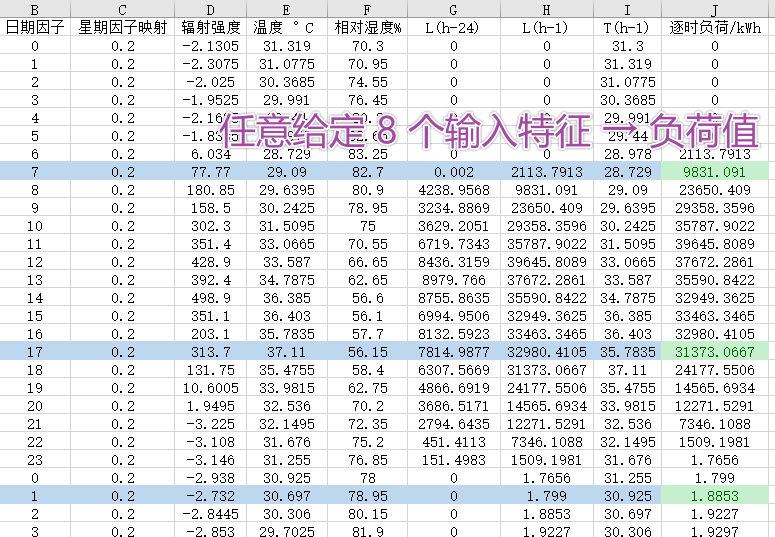 B C D E F G H I J
日期因子 星期因子映射 辐射强度 温度 °C 相对湿度% L(h-24) L(h-1) T(h-1) 逐时负荷/kWh
0 0.2 -2.1305 31.319 70.3 0 0 31.3 0
1 0.2 -2.3075 31.0775 70.95 0 0 31.319 0
2 0.2 -2.025 30.3685 74.55 0 0 31.0775 0
3 0.2 -1.9525 29.991 76.45 0 0 30.3685 0
4 0.2 29.991 0
任意给定 8 个输入特征 — 负荷值
5 0.2 29.44 0
6 0.2 6.034 28.729 83.25 0 0 28.978 2113.7913
7 0.2 77.77 29.09 82.7 0.002 2113.7913 28.729 9831.091
8 0.2 180.85 29.6395 80.9 4238.9568 9831.091 29.09 23650.409
9 0.2 158.5 30.2425 78.95 3234.8869 23650.409 29.6395 29358.3596
10 0.2 302.3 31.5095 75 3629.2051 29358.3596 30.2425 35787.9022
11 0.2 351.4 33.0665 70.55 6719.7343 35787.9022 31.5095 39645.8089
12 0.2 428.9 33.587 66.65 8436.3159 39645.8089 33.0665 37672.2861
13 0.2 392.4 34.7875 62.65 8979.766 37672.2861 33.587 35590.8422
14 0.2 498.9 36.385 56.6 8755.8635 35590.8422 34.7875 32949.3625
15 0.2 351.1 36.403 56.1 6994.9506 32949.3625 36.385 33463.3465
16 0.2 203.1 35.7835 57.7 8132.5923 33463.3465 36.403 32980.4105
17 0.2 313.7 37.11 56.15 7814.9877 32980.4105 35.7835 31373.0667
18 0.2 131.75 35.4755 58.4 6307.5669 31373.0667 37.11 24177.5506
19 0.2 10.6005 33.9815 62.75 4866.6919 24177.5506 35.4755 14565.6934
20 0.2 1.9495 32.536 70.2 3686.5171 14565.6934 33.9815 12271.5291
21 0.2 -3.225 32.1495 72.35 2794.6435 12271.5291 32.536 7346.1088
22 0.2 -3.108 31.676 75.2 451.4113 7346.1088 32.1495 1509.1981
23 0.2 -3.146 31.255 76.85 151.4983 1509.1981 31.676 1.7656
0 0.2 -2.938 30.925 78 0 1.7656 31.255 1.799
1 0.2 -2.732 30.697 78.95 0 1.799 30.925 1.8853
2 0.2 -2.8445 30.306 80.15 0 1.8853 30.697 1.9227
3 0.2 -2.853 29.7025 81.9 0 1.9227 30.306 1.9297